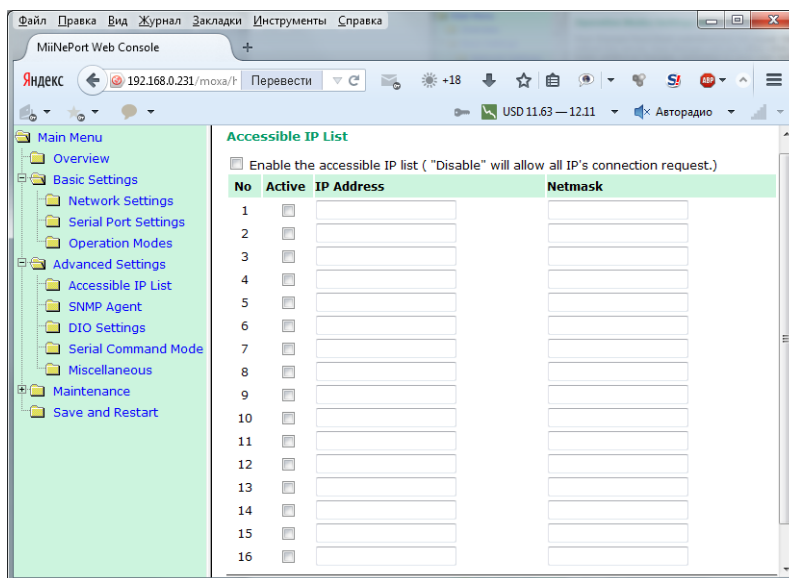 Файл Правка Вид Журнал Закладки Инструменты Справка
MiiNePort Web Console +
Яндекс 192.168.0.231/moxa/h Перевести +18 S! ABP
USD 11.63 — 12.11 Авторадио
Main Menu
Overview
Basic Settings
Network Settings
Serial Port Settings
Operation Modes
Advanced Settings
Accessible IP List
SNMP Agent
DIO Settings
Serial Command Mode
Miscellaneous
Maintenance
Save and Restart
Accessible IP List
Enable the accessible IP list ( "Disable" will allow all IP's connection request.)
No Active IP Address Netmask
1
2
3
4
5
6
7
8
9
10
11
12
13
14
15
16